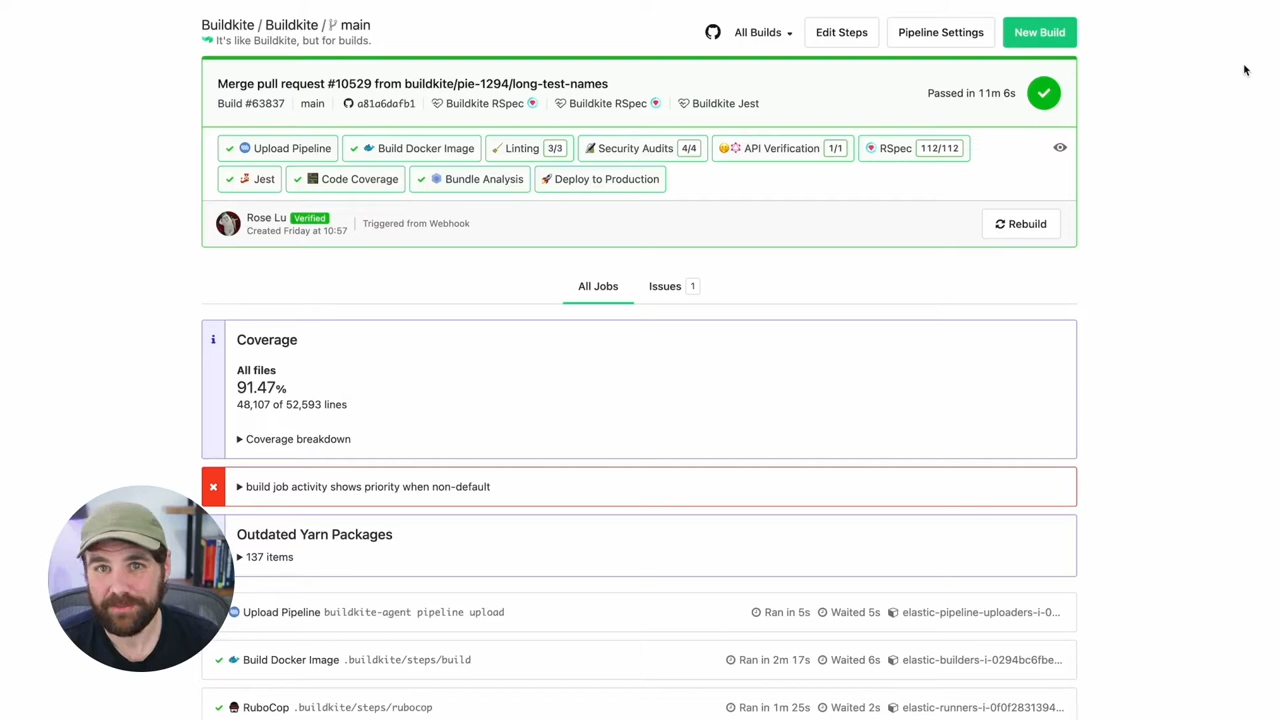 Buildkite / Buildkite / main
It's like Buildkite, but for builds.
All Builds
Edit Steps
Pipeline Settings
New Build
Merge pull request #10529 from buildkite/pie-1294/long-test-names
Build #63837 main a81a6dafb1 Buildkite RSpec Buildkite RSpec Buildkite Jest
Passed in 11m 6s
Upload Pipeline Build Docker Image Linting 3/3 Security Audits 4/4 API Verification 1/1 RSpec 112/112
Jest Code Coverage Bundle Analysis Deploy to Production
Rose Lu Verified
Created Friday at 10:57
Triggered from Webhook
Rebuild
All Jobs Issues 1
Coverage
All files
91.47%
48,107 of 52,593 lines
Coverage breakdown
build job activity shows priority when non-default
Outdated Yarn Packages
137 items
Upload Pipeline buildkite-agent pipeline upload Ran in 5s Waited 5s elastic-pipeline-uploaders-i-0...
Build Docker Image .buildkite/steps/build Ran in 2m 17s Waited 6s elastic-builders-i-0294bc6fbe...
RuboCop .buildkite/steps/rubocop Ran in 1m 25s Waited 2s elastic-runners-i-0f0f2831394...